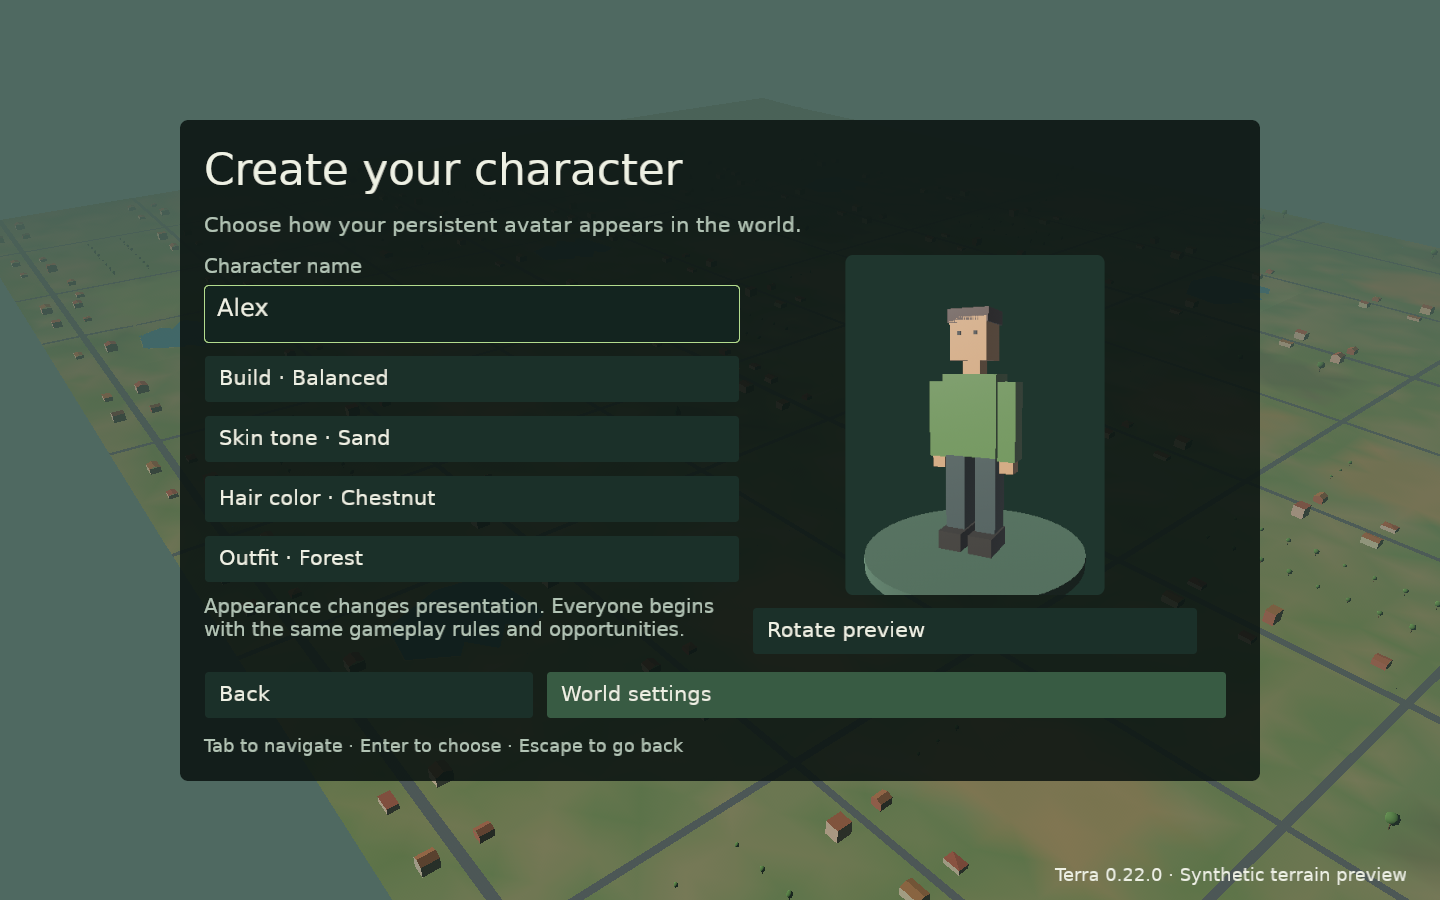 Create your character
Choose how your persistent avatar appears in the world.
Character name
Alex
Build · Balanced
Skin tone · Sand
Hair color · Chestnut
Outfit · Forest
Appearance changes presentation. Everyone begins
with the same gameplay rules and opportunities.
Rotate preview
Back
World settings
Tab to navigate · Enter to choose · Escape to go back
Terra 0.22.0 · Synthetic terrain preview